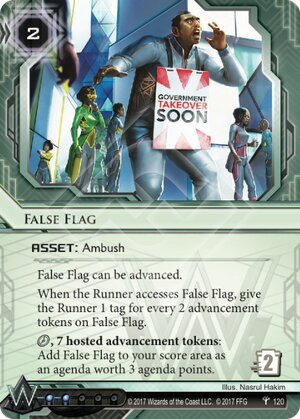 2
GOVERNMENT
TAKEOVER
SOON
FALSE FLAG
ASSET: Ambush
False Flag can be advanced.
When the Runner accesses False Flag, give
the Runner 1 tag for every 2 advancement
tokens on False Flag.
, 7 hosted advancement tokens:
Add False Flag to your score area as
an agenda worth 3 agenda points.
2
Illus. Nasrul Hakim
© 2017 Wizards of the Coast LLC. © 2017 FFG
120